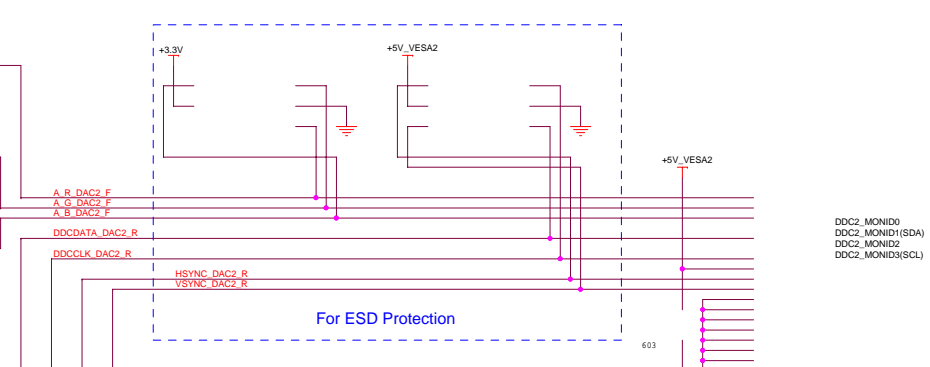 +3.3V
+5V_VESA2
+5V_VESA2
A_R_DAC2_F
A_G_DAC2_F
A_B_DAC2_F
DDCDATA_DAC2_R
DDCCLK_DAC2_R
HSYNC_DAC2_R
VSYNC_DAC2_R
DDC2_MONID0
DDC2_MONID1(SDA)
DDC2_MONID2
DDC2_MONID3(SCL)
For ESD Protection
603